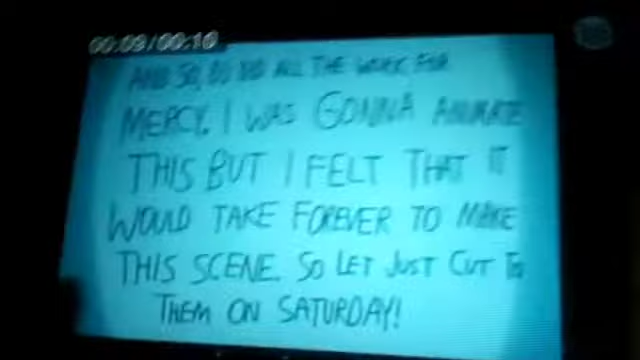 00:09/00:10
AND SO, DJ DID ALL THE WORK FOR
MERCY. I WAS GONNA ANIMATE
THIS BUT I FELT THAT IT
WOULD TAKE FOREVER TO MAKE
THIS SCENE. SO LET JUST CUT TO
THEM ON SATURDAY!